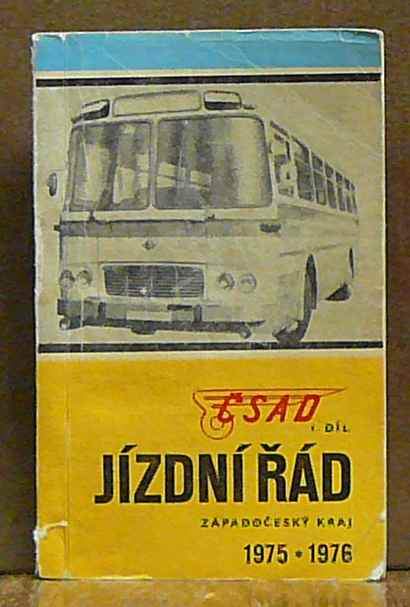 ČSAD
I. DÍL
JÍZDNÍ ŘÁD
ZÁPADOČESKÝ KRAJ
1975 • 1976